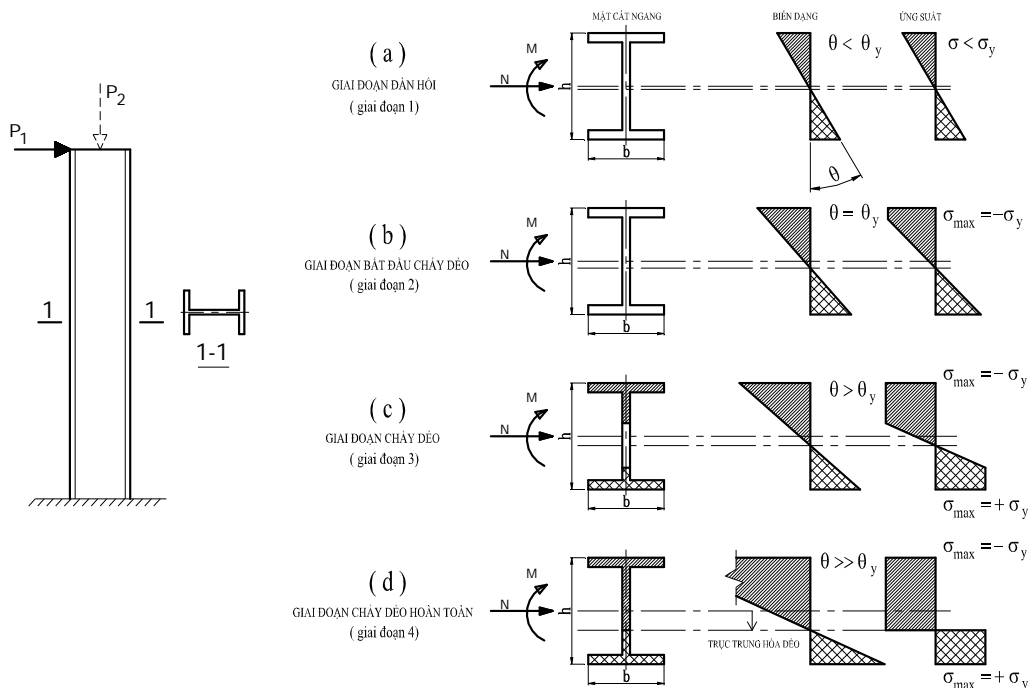 P2
P1
1
1
1-1
MẶT CẮT NGANG
BIẾN DẠNG
ỨNG SUẤT
( a )
GIAI ĐOẠN ĐÀN HỒI
( giai đoạn 1)
M
N
h
b
θ < θy
σ < σy
θ
( b )
GIAI ĐOẠN BẮT ĐẦU CHẢY DẺO
( giai đoạn 2)
M
N
h
b
θ = θy
σmax = −σy
( c )
GIAI ĐOẠN CHẢY DẺO
( giai đoạn 3)
M
N
h
b
θ > θy
σmax = − σy
σmax = + σy
( d )
GIAI ĐOẠN CHẢY DẺO HOÀN TOÀN
( giai đoạn 4)
M
N
h
b
θ >> θy
TRỤC TRUNG HÒA DẺO
σmax = − σy
σmax = + σy